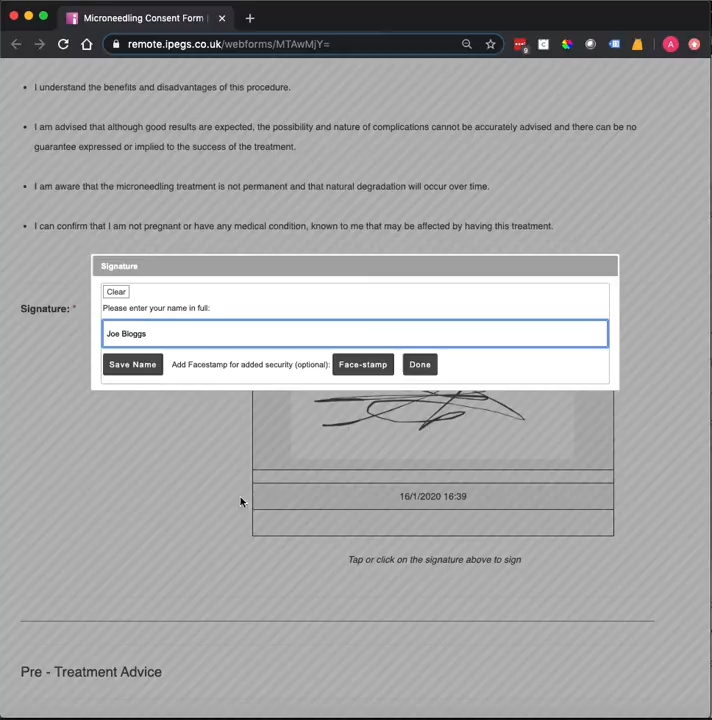 Microneedling Consent Form |
remote.ipegs.co.uk/webforms/MTAwMjY=
9
C
A
• I understand the benefits and disadvantages of this procedure.
• I am advised that although good results are expected, the possibility and nature of complications cannot be accurately advised and there can be no
guarantee expressed or implied to the success of the treatment.
• I am aware that the microneedling treatment is not permanent and that natural degradation will occur over time.
• I can confirm that I am not pregnant or have any medical condition, known to me that may be affected by having this treatment.
Signature
Clear
Please enter your name in full:
Signature: *
Joe Bloggs
Save Name Add Facestamp for added security (optional): Face-stamp Done
16/1/2020 16:39
Tap or click on the signature above to sign
Pre - Treatment Advice